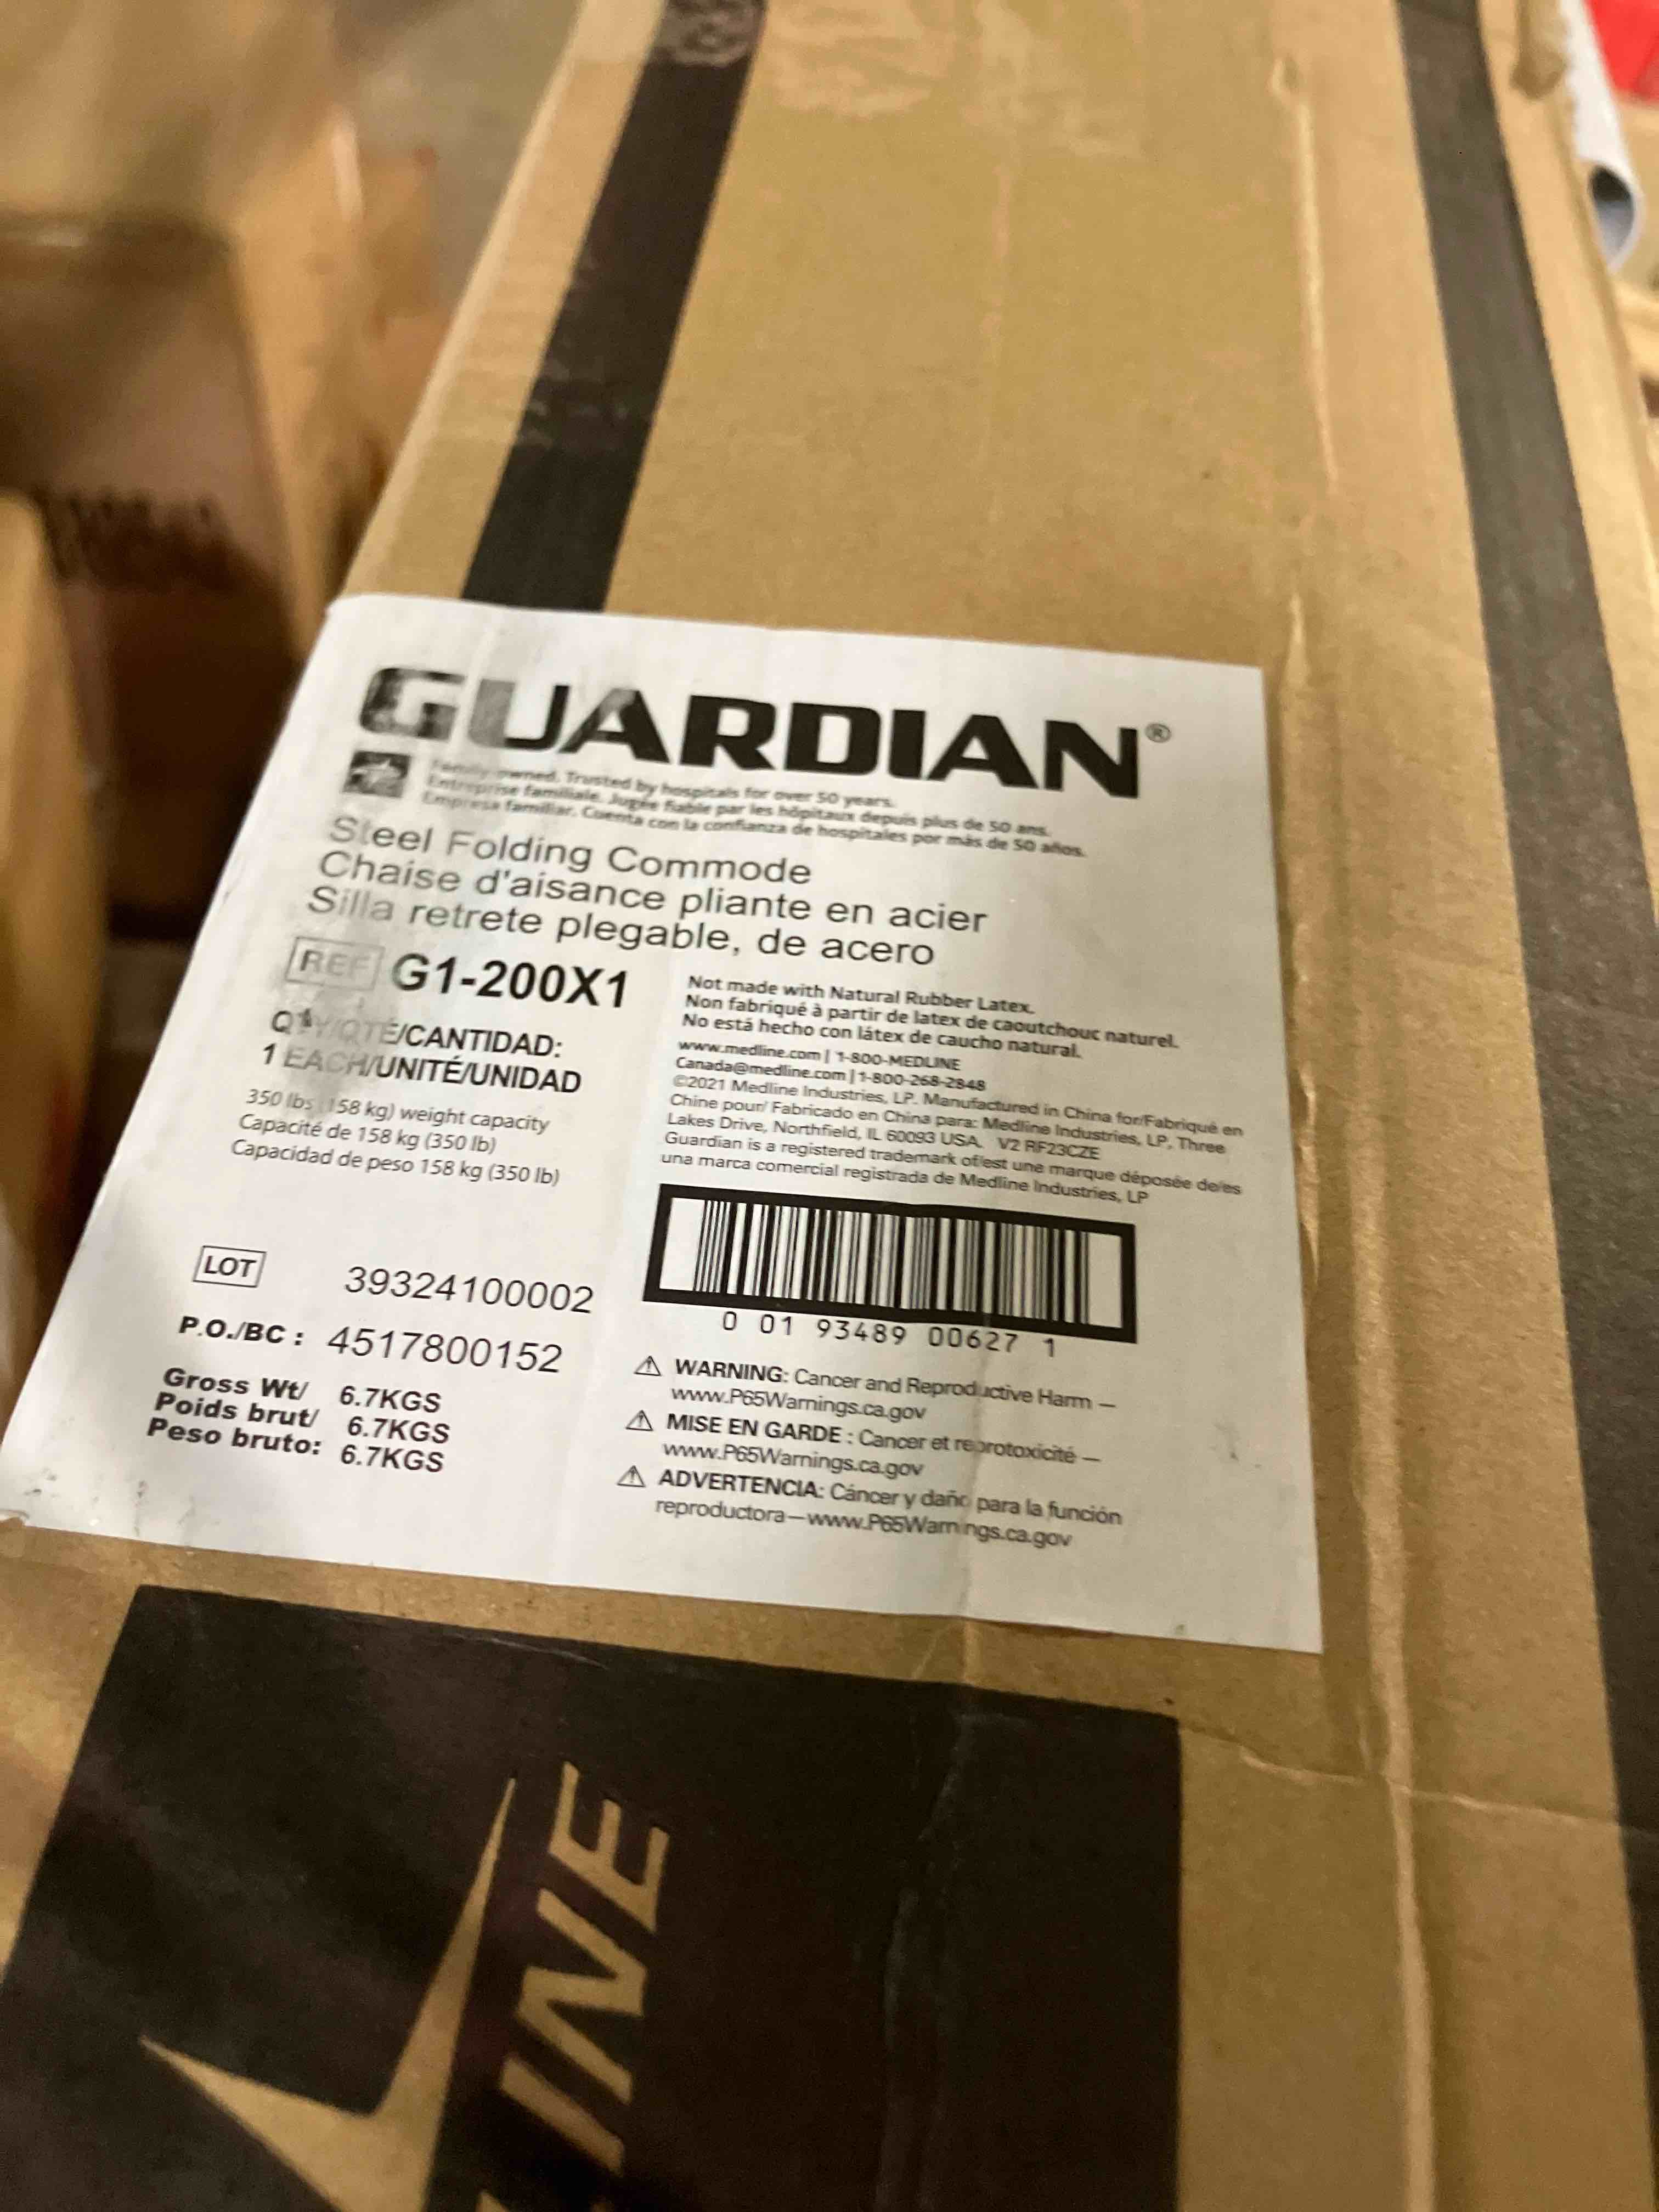 GUARDIAN®
Family owned. Trusted by hospitals for over 50 years.
Entreprise familiale. Jugée fiable par les hôpitaux depuis plus de 50 ans.
Empresa familiar. Cuenta con la confianza de hospitales por más de 50 años.
Steel Folding Commode
Chaise d'aisance pliante en acier
Silla retrete plegable, de acero
REF G1-200X1
QTY/QTÉ/CANTIDAD:
1 EACH/UNITÉ/UNIDAD
350 lbs (158 kg) weight capacity
Capacité de 158 kg (350 lb)
Capacidad de peso 158 kg (350 lb)
Not made with Natural Rubber Latex.
Non fabriqué à partir de latex de caoutchouc naturel.
No está hecho con látex de caucho natural.
www.medline.com | 1-800-MEDLINE
Canada@medline.com | 1-800-268-2848
©2021 Medline Industries, LP. Manufactured in China for/Fabriqué en
Chine pour/ Fabricado en China para: Medline Industries, LP, Three
Lakes Drive, Northfield, IL 60093 USA. V2 RF23CZE
Guardian is a registered trademark of/est une marque déposée de/es
una marca comercial registrada de Medline Industries, LP
LOT 39324100002
P.O./BC : 4517800152
Gross Wt/ 6.7KGS
Poids brut/ 6.7KGS
Peso bruto: 6.7KGS
0 01 93489 00627 1
⚠ WARNING: Cancer and Reproductive Harm —
www.P65Warnings.ca.gov
⚠ MISE EN GARDE : Cancer et reprotoxicité —
www.P65Warnings.ca.gov
⚠ ADVERTENCIA: Cáncer y daño para la función
reproductora—www.P65Warnings.ca.gov
INE